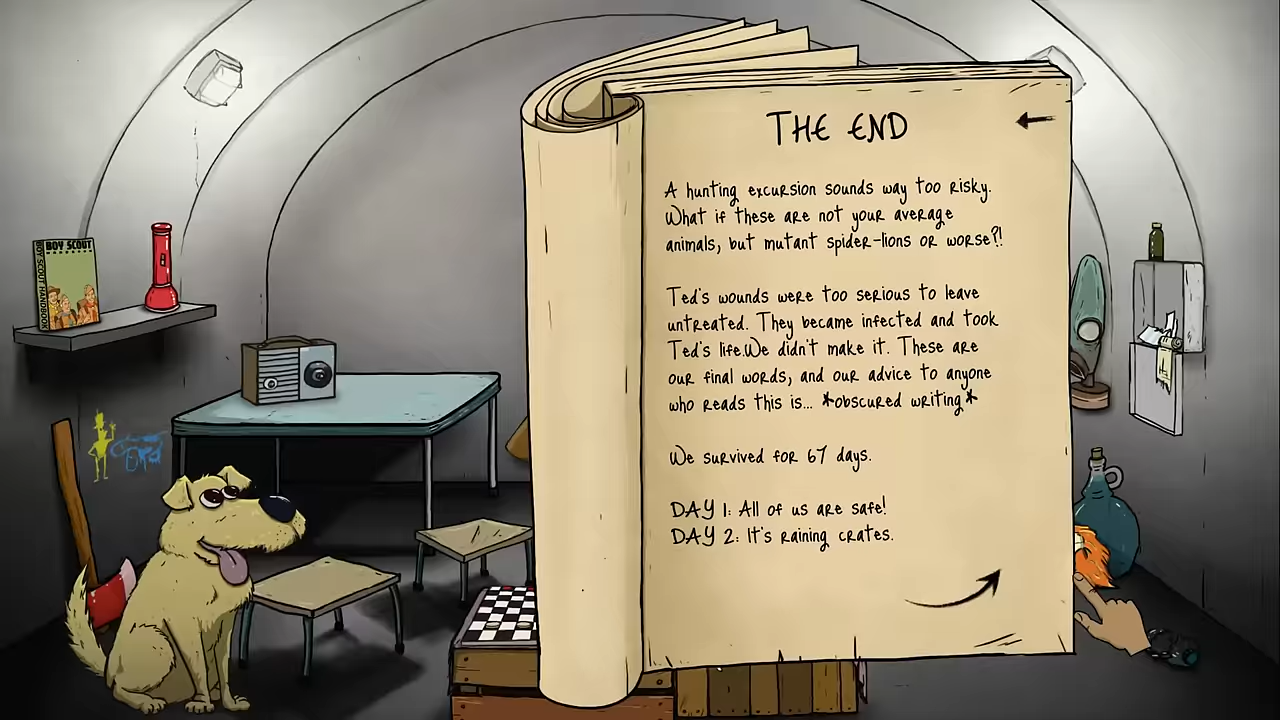 THE END
A hunting excursion sounds way too risky.
What if these are not your average
animals, but mutant spider-lions or worse?!
Ted's wounds were too serious to leave
untreated. They became infected and took
Ted's life.We didn't make it. These are
our final words, and our advice to anyone
who reads this is... *obscured writing*
We survived for 67 days.
DAY 1: All of us are safe!
DAY 2: It's raining crates.
BOY SCOUT
BOY SCOUT HANDBOOK